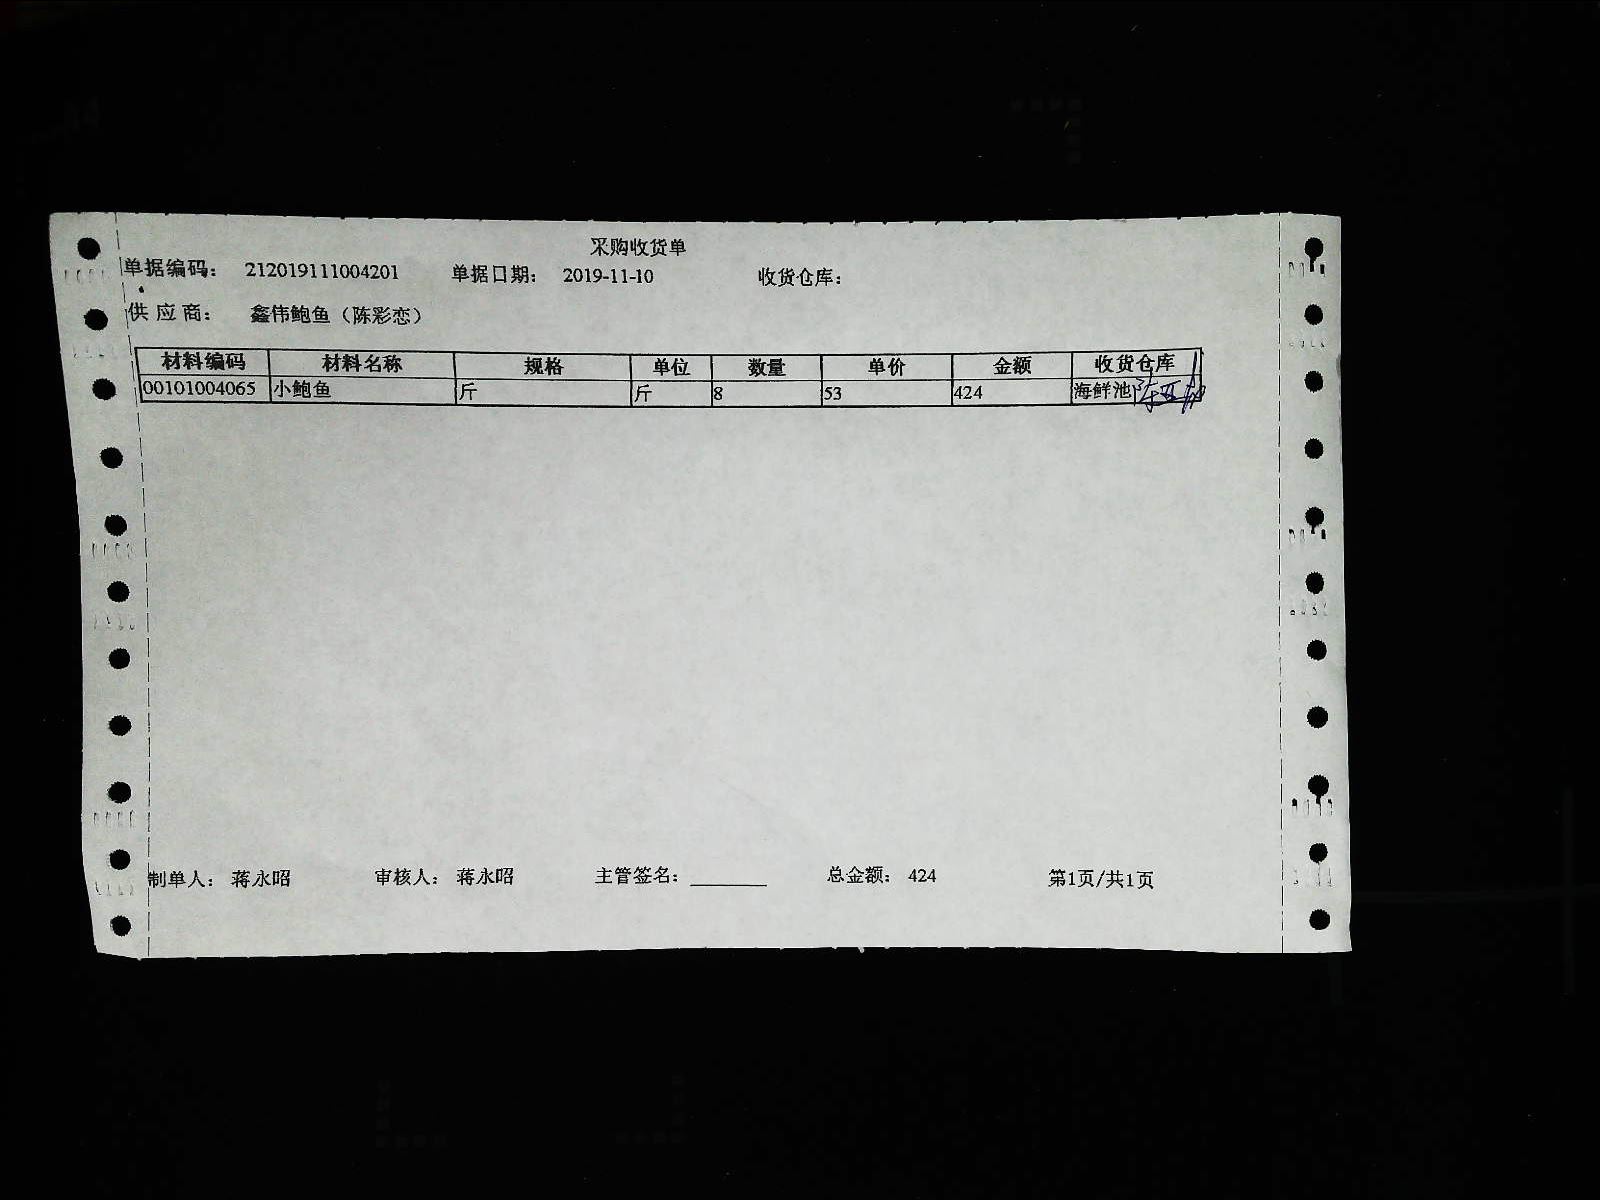 采购收货单
单据编码： 212019111004201 单据日期： 2019-11-10 收货仓库：
供 应 商： 鑫伟鲍鱼（陈彩恋）
材料编码 材料名称 规格 单位 数量 单价 金额 收货仓库
00101004065 小鲍鱼 斤 斤 8 53 424 海鲜池
制单人： 蒋永昭 审核人： 蒋永昭 主管签名： 总金额： 424 第1页/共1页